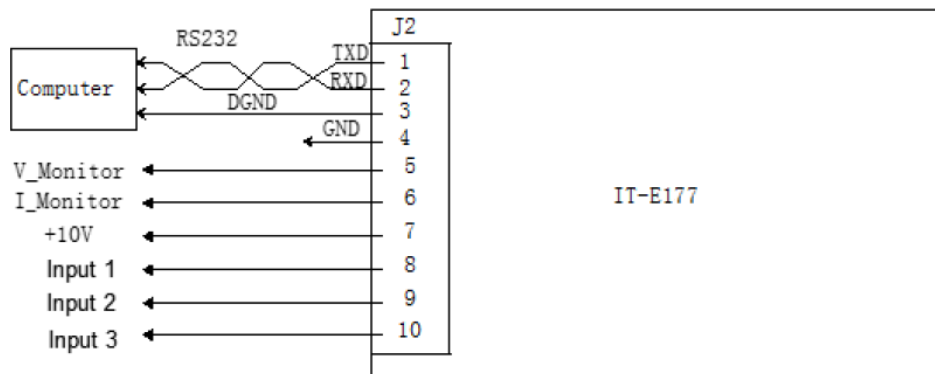 J2
RS232
TXD 1
Computer
RXD 2
DGND 3
GND 4
V_Monitor 5
I_Monitor 6
IT-E177
+10V 7
Input 1 8
Input 2 9
Input 3 10